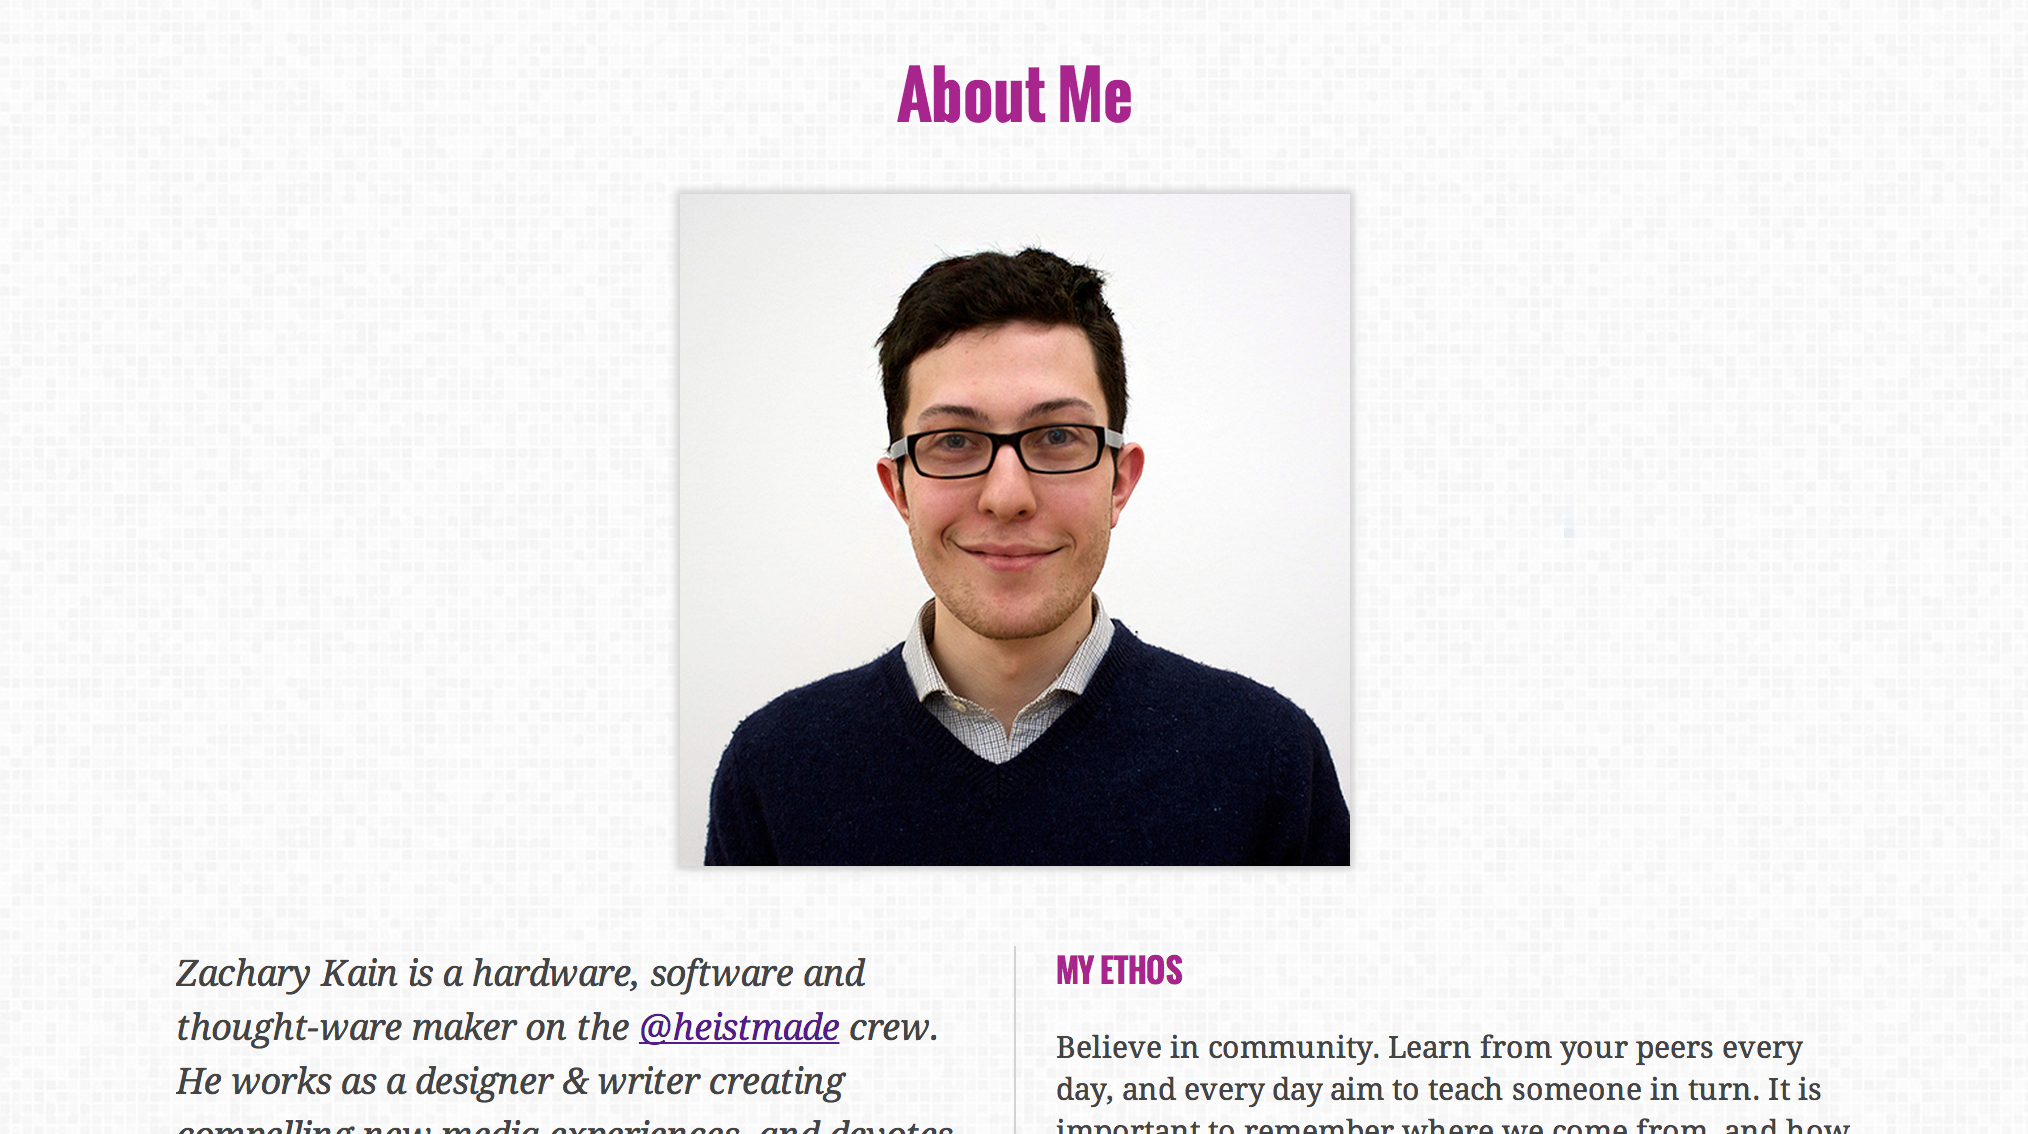 About Me
Zachary Kain is a hardware, software and
thought-ware maker on the @heistmade crew.
He works as a designer & writer creating
compelling new media experiences, and devotes
MY ETHOS
Believe in community. Learn from your peers every
day, and every day aim to teach someone in turn. It is
important to remember where we come from, and how